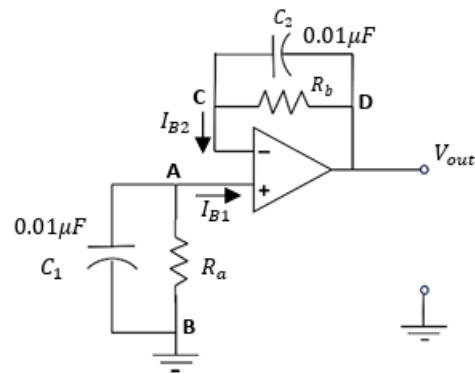 C₂ 0.01μF
C R_b D
I_B2
−
V_out
A
+
I_B1
0.01μF
C₁ R_a
B